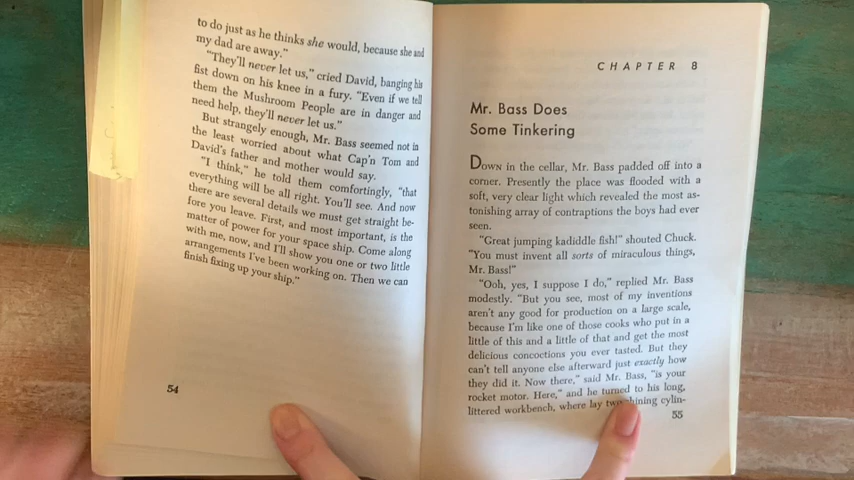 to do just as he thinks she would, because she and
my dad are away."
"They'll never let us," cried David, banging his
fist down on his knee in a fury. "Even if we tell
them the Mushroom People are in danger and
need help, they'll never let us."
But strangely enough, Mr. Bass seemed not in
the least worried about what Cap'n Tom and
David's father and mother would say.
"I think," he told them comfortingly, "that
everything will be all right. You'll see. And now
there are several details we must get straight be-
fore you leave. First, and most important, is the
matter of power for your space ship. Come along
with me, now, and I'll show you one or two little
arrangements I've been working on. Then we can
finish fixing up your ship."
54
CHAPTER 8
Mr. Bass Does
Some Tinkering
DOWN in the cellar, Mr. Bass padded off into a
corner. Presently the place was flooded with a
soft, very clear light which revealed the most as-
tonishing array of contraptions the boys had ever
seen.
"Great jumping kadiddle fish!" shouted Chuck.
"You must invent all sorts of miraculous things,
Mr. Bass!"
"Ooh, yes, I suppose I do," replied Mr. Bass
modestly. "But you see, most of my inventions
aren't any good for production on a large scale,
because I'm like one of those cooks who put in a
little of this and a little of that and get the most
delicious concoctions you ever tasted. But they
can't tell anyone else afterward just exactly how
they did it. Now there," said Mr. Bass, "is your
rocket motor. Here," and he turned to his long,
littered workbench, where lay two shining cylin-
55